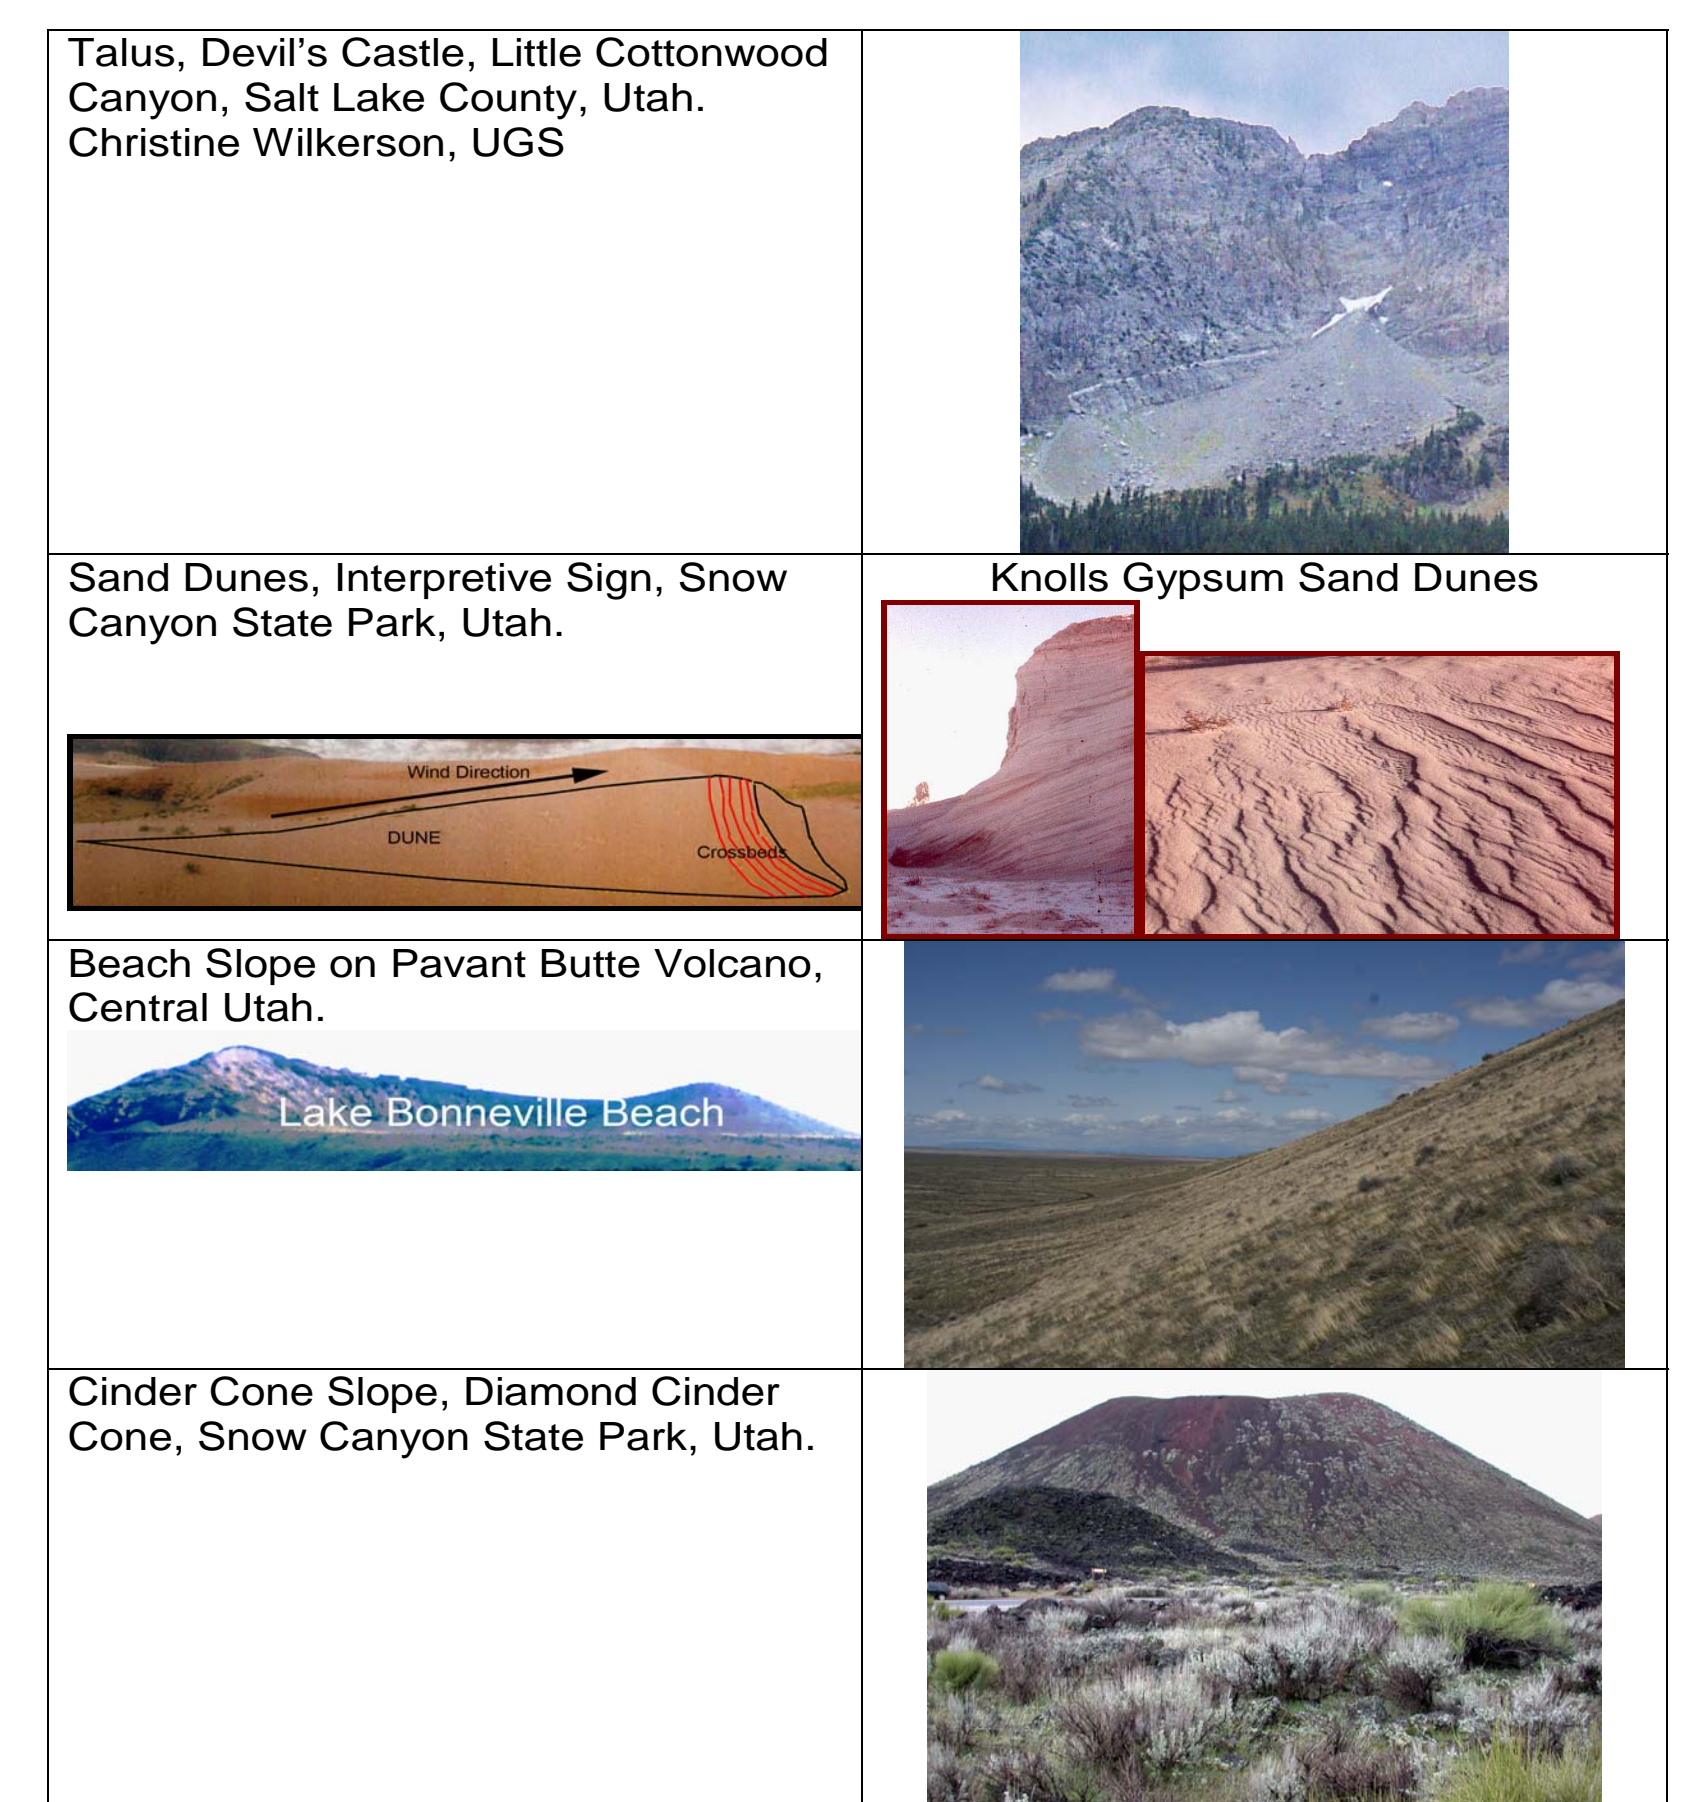 Talus, Devil’s Castle, Little Cottonwood
Canyon, Salt Lake County, Utah.
Christine Wilkerson, UGS
Sand Dunes, Interpretive Sign, Snow
Canyon State Park, Utah.
Wind Direction
DUNE
Crossbeds
Knolls Gypsum Sand Dunes
Beach Slope on Pavant Butte Volcano,
Central Utah.
Lake Bonneville Beach
Cinder Cone Slope, Diamond Cinder
Cone, Snow Canyon State Park, Utah.